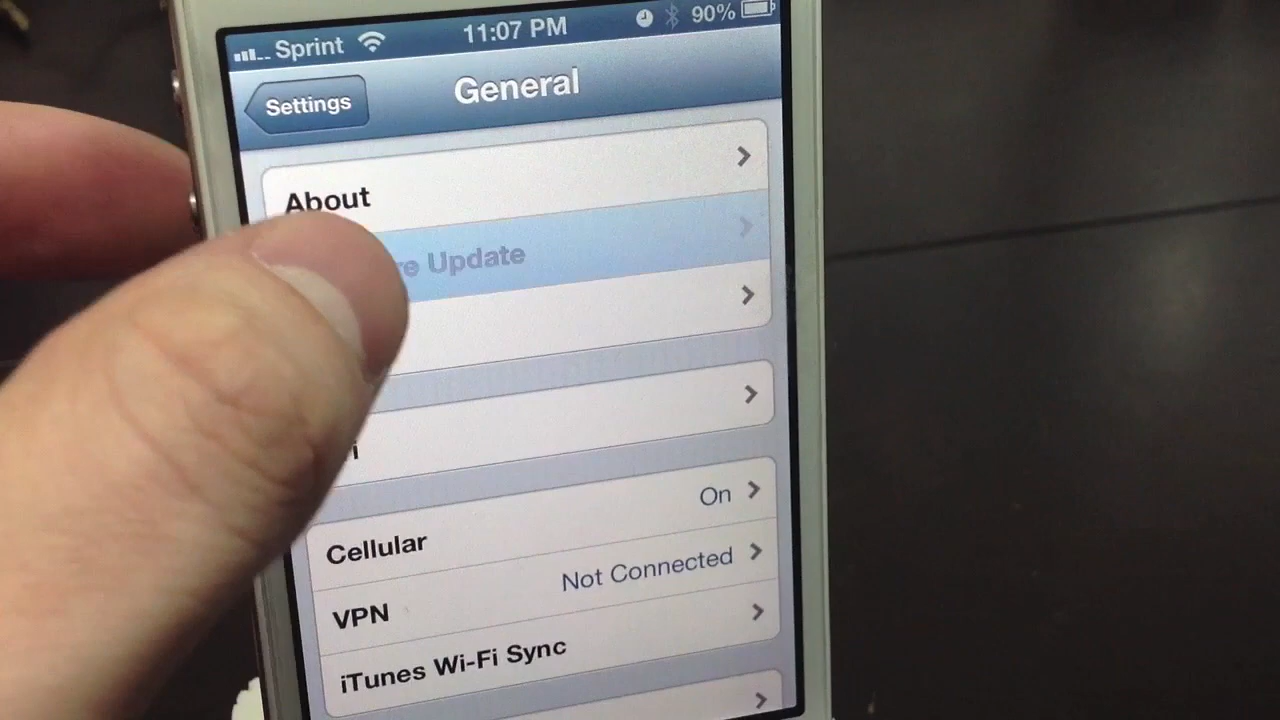 Sprint 11:07 PM 90%
Settings General
About
re Update
i
On
Cellular
Not Connected
VPN
iTunes Wi-Fi Sync